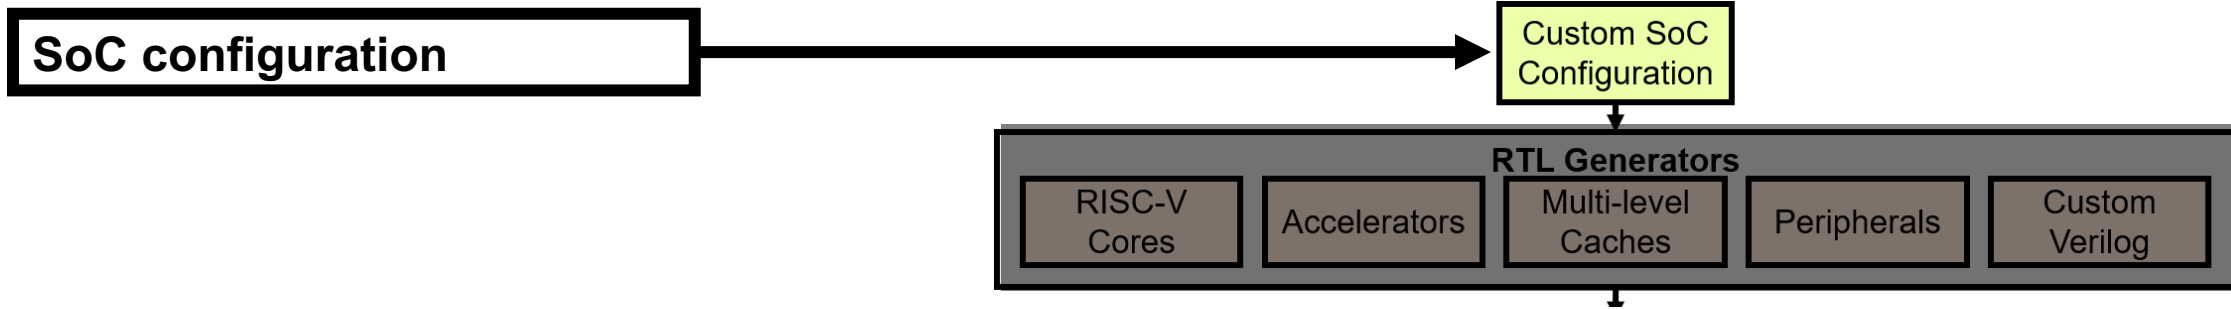 SoC configuration
Custom SoC
Configuration
RTL Generators
RISC-V
Cores
Accelerators
Multi-level
Caches
Peripherals
Custom
Verilog